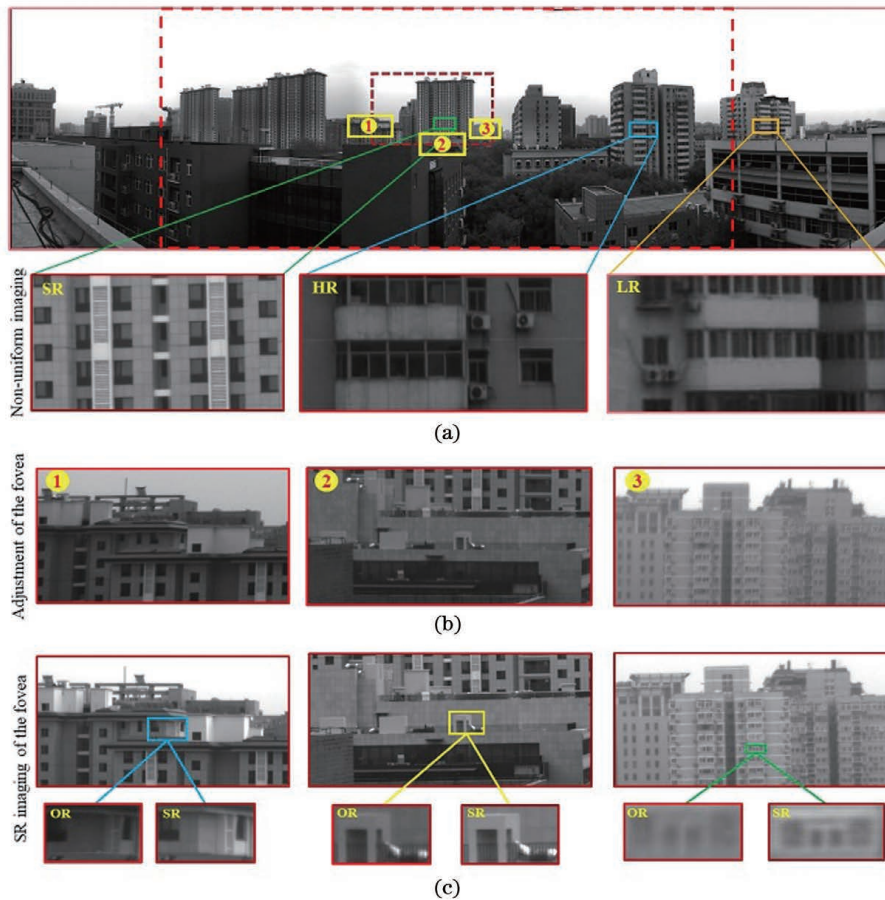 1
3
2
Non-uniform imaging
SR
HR
LR
(a)
Adjustment of the fovea
1
2
3
(b)
SR imaging of the fovea
OR
SR
OR
SR
OR
SR
(c)